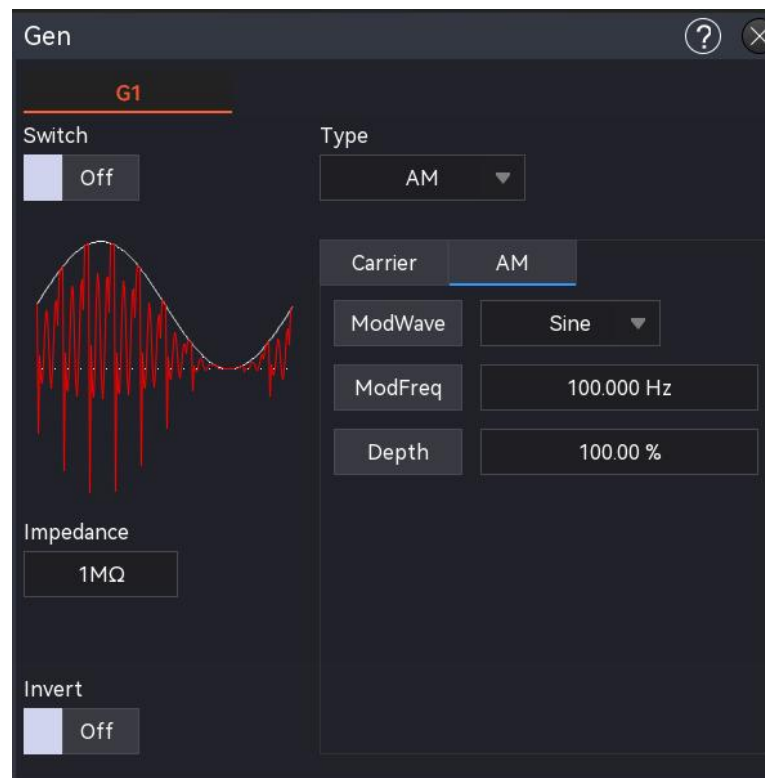 Gen
?
G1
Switch
Type
Off
AM
Carrier
AM
ModWave
Sine
ModFreq
100.000 Hz
Depth
100.00 %
Impedance
1MΩ
Invert
Off